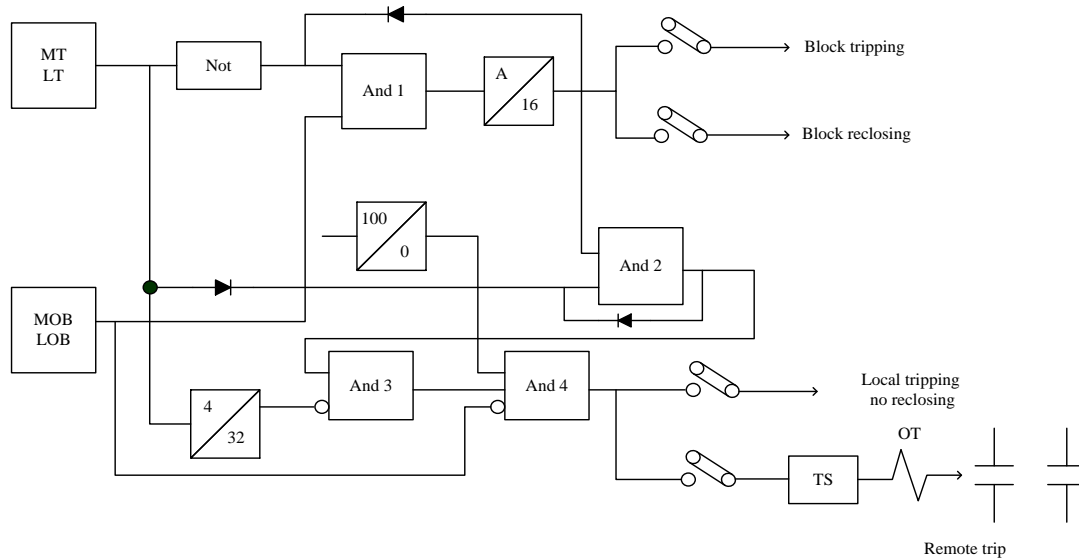 MT
LT
Not
And 1
A
16
Block tripping
Block reclosing
100
0
And 2
MOB
LOB
And 3
And 4
4
32
Local tripping
no reclosing
OT
TS
Remote trip